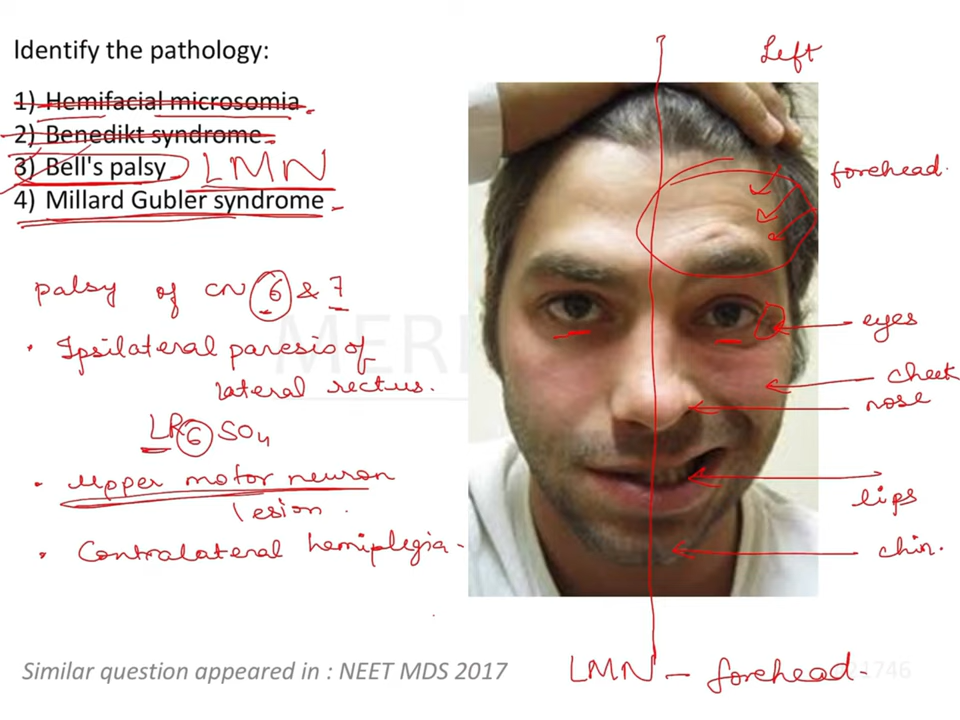 Identify the pathology:
1) Hemifacial microsomia.
2) Benedikt syndrome.
3) Bell's palsy LMN
4) Millard Gubler syndrome
palsy of CN 6 & 7
• Ipsilateral paresis of
lateral rectus.
LR6 SO4
• Upper motor neuron
lesion.
• Contralateral hemiplegia.
Left
forehead.
eyes
cheek
nose
lips
chin.
LMN – forehead.
Similar question appeared in : NEET MDS 2017